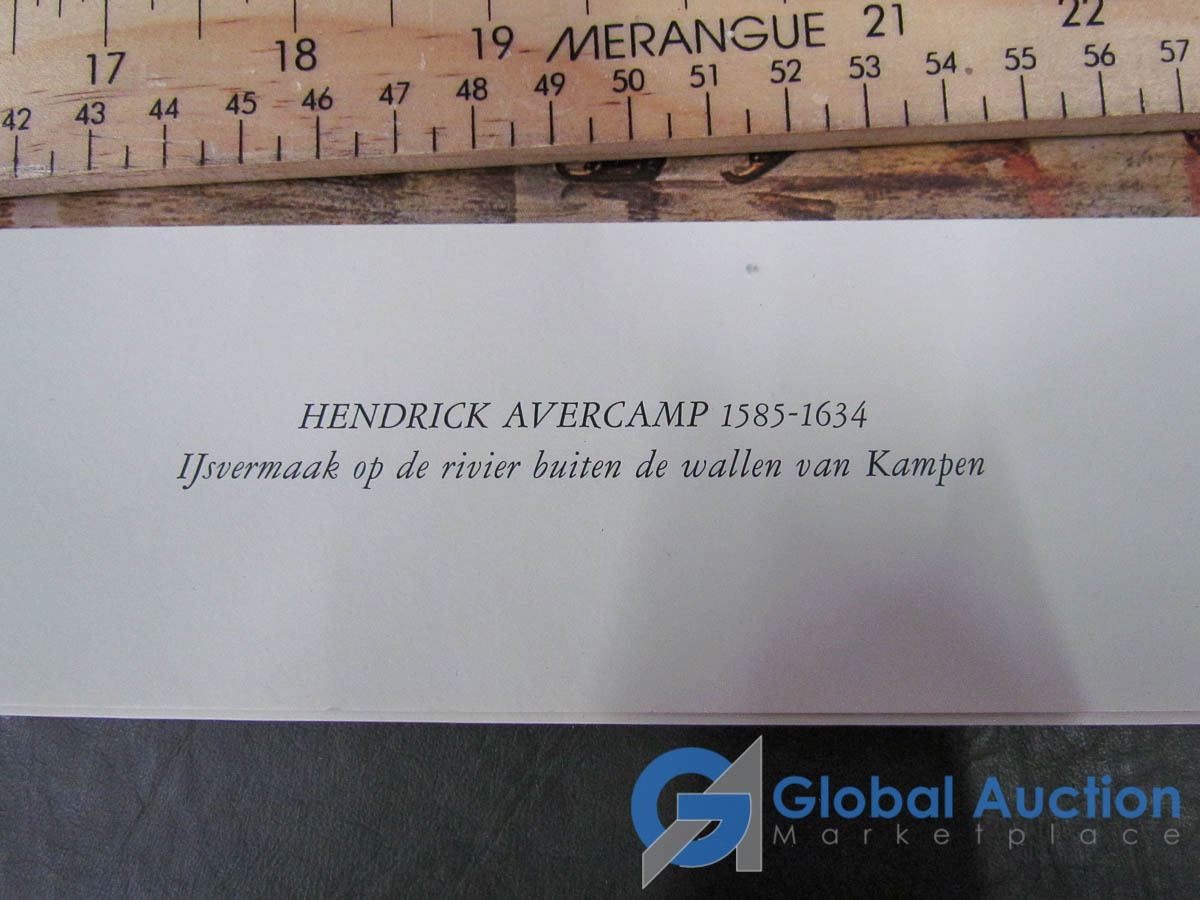 17 18 19 MERANGUE 21 22
42 43 44 45 46 47 48 49 50 51 52 53 54 55 56 57
HENDRICK AVERCAMP 1585-1634
IJsvermaak op de rivier buiten de wallen van Kampen
Global Auction
Marketplace